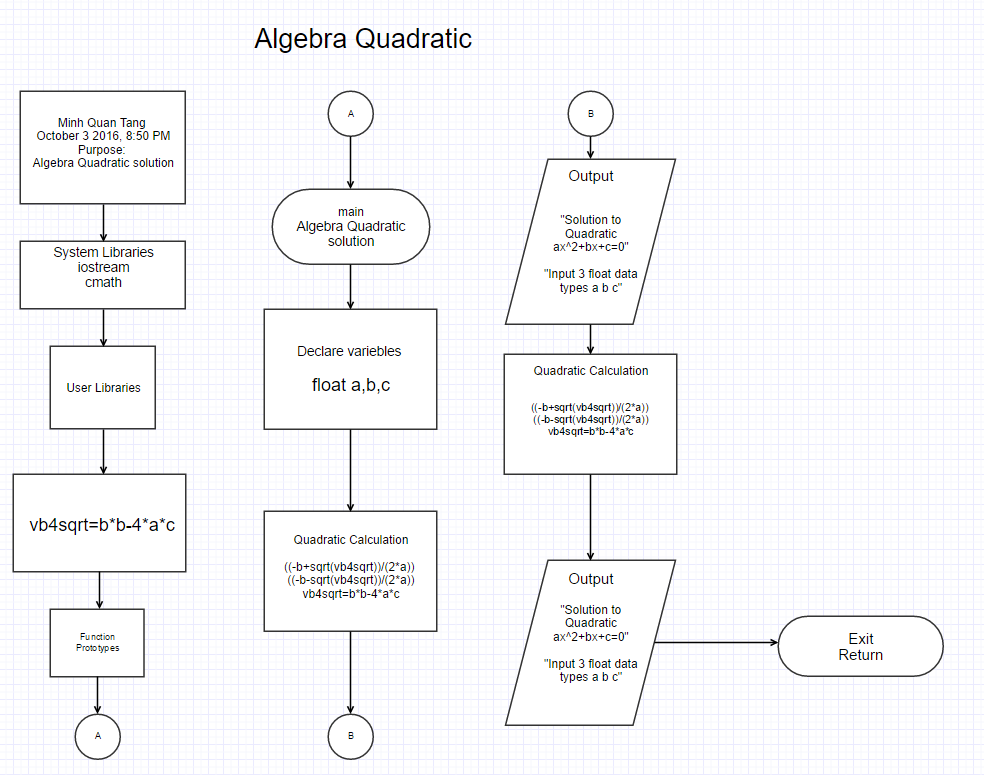 Algebra Quadratic
Minh Quan Tang
October 3 2016, 8:50 PM
Purpose:
Algebra Quadratic solution
System Libraries
iostream
cmath
User Libraries
vb4sqrt=b*b-4*a*c
Function
Prototypes
A
A
main
Algebra Quadratic
solution
Declare variebles
float a,b,c
Quadratic Calculation
((-b+sqrt(vb4sqrt))/(2*a))
((-b-sqrt(vb4sqrt))/(2*a))
vb4sqrt=b*b-4*a*c
B
B
Output
"Solution to
Quadratic
ax^2+bx+c=0"
"Input 3 float data
types a b c"
Quadratic Calculation
((-b+sqrt(vb4sqrt))/(2*a))
((-b-sqrt(vb4sqrt))/(2*a))
vb4sqrt=b*b-4*a*c
Output
"Solution to
Quadratic
ax^2+bx+c=0"
"Input 3 float data
types a b c"
Exit
Return